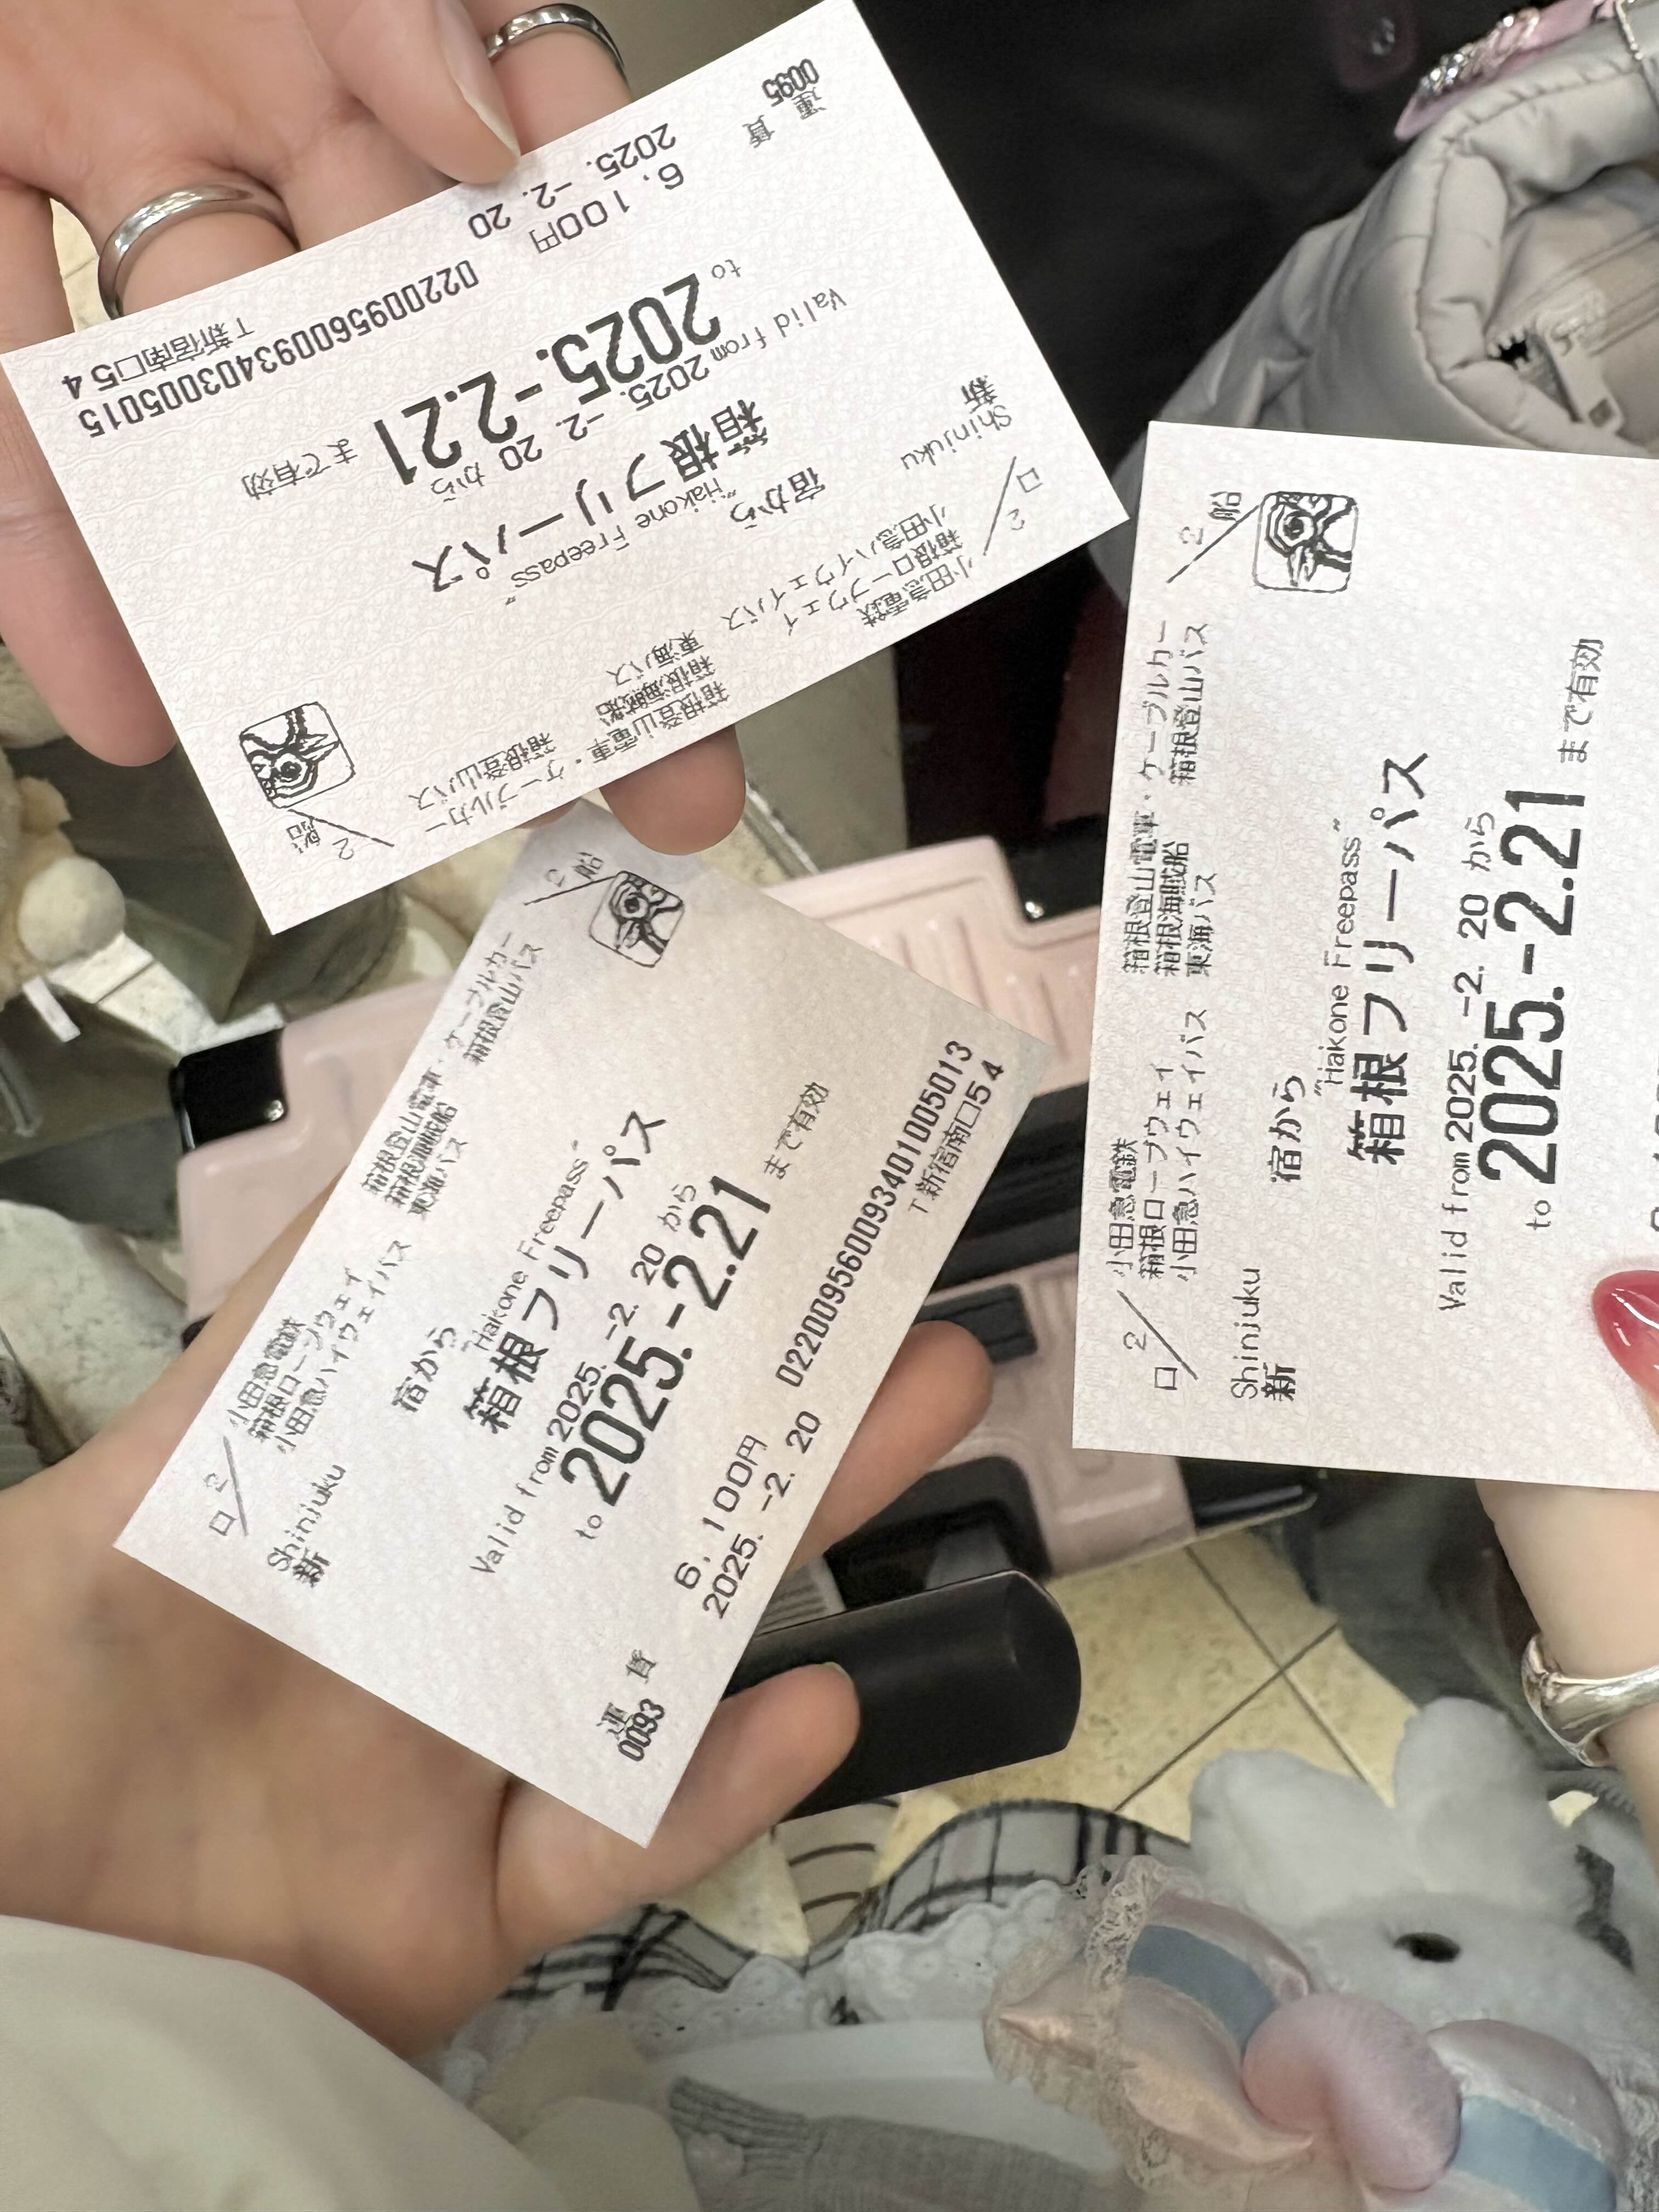 小田急電鉄 箱根登山電車・ケーブルカー
箱根ロープウェイ 箱根海賊船 箱根登山バス
小田急ハイウェイバス 東海バス
口 2 2 船
Shinjuku
新 宿から
"Hakone Freepass"
箱根フリーパス
Valid from 2025.-2.20 から
to 2025.-2.21 まで有効
運賃 6,100円
0095 2025.-2.20 022009560093403005015
T新宿南口54
小田急電鉄 箱根登山電車・ケーブルカー
箱根ロープウェイ 箱根海賊船 箱根登山バス
小田急ハイウェイバス 東海バス
口 2 2 船
Shinjuku
新 宿から
"Hakone Freepass"
箱根フリーパス
Valid from 2025.-2.20 から
to 2025.-2.21 まで有効
運賃 6,100円
0093 2025.-2.20 022009560093401005013
T新宿南口54
小田急電鉄 箱根登山電車・ケーブルカー
箱根ロープウェイ 箱根海賊船 箱根登山バス
小田急ハイウェイバス 東海バス
口 2 2 船
Shinjuku
新 宿から
"Hakone Freepass"
箱根フリーパス
Valid from 2025.-2.20 から
to 2025.-2.21 まで有効